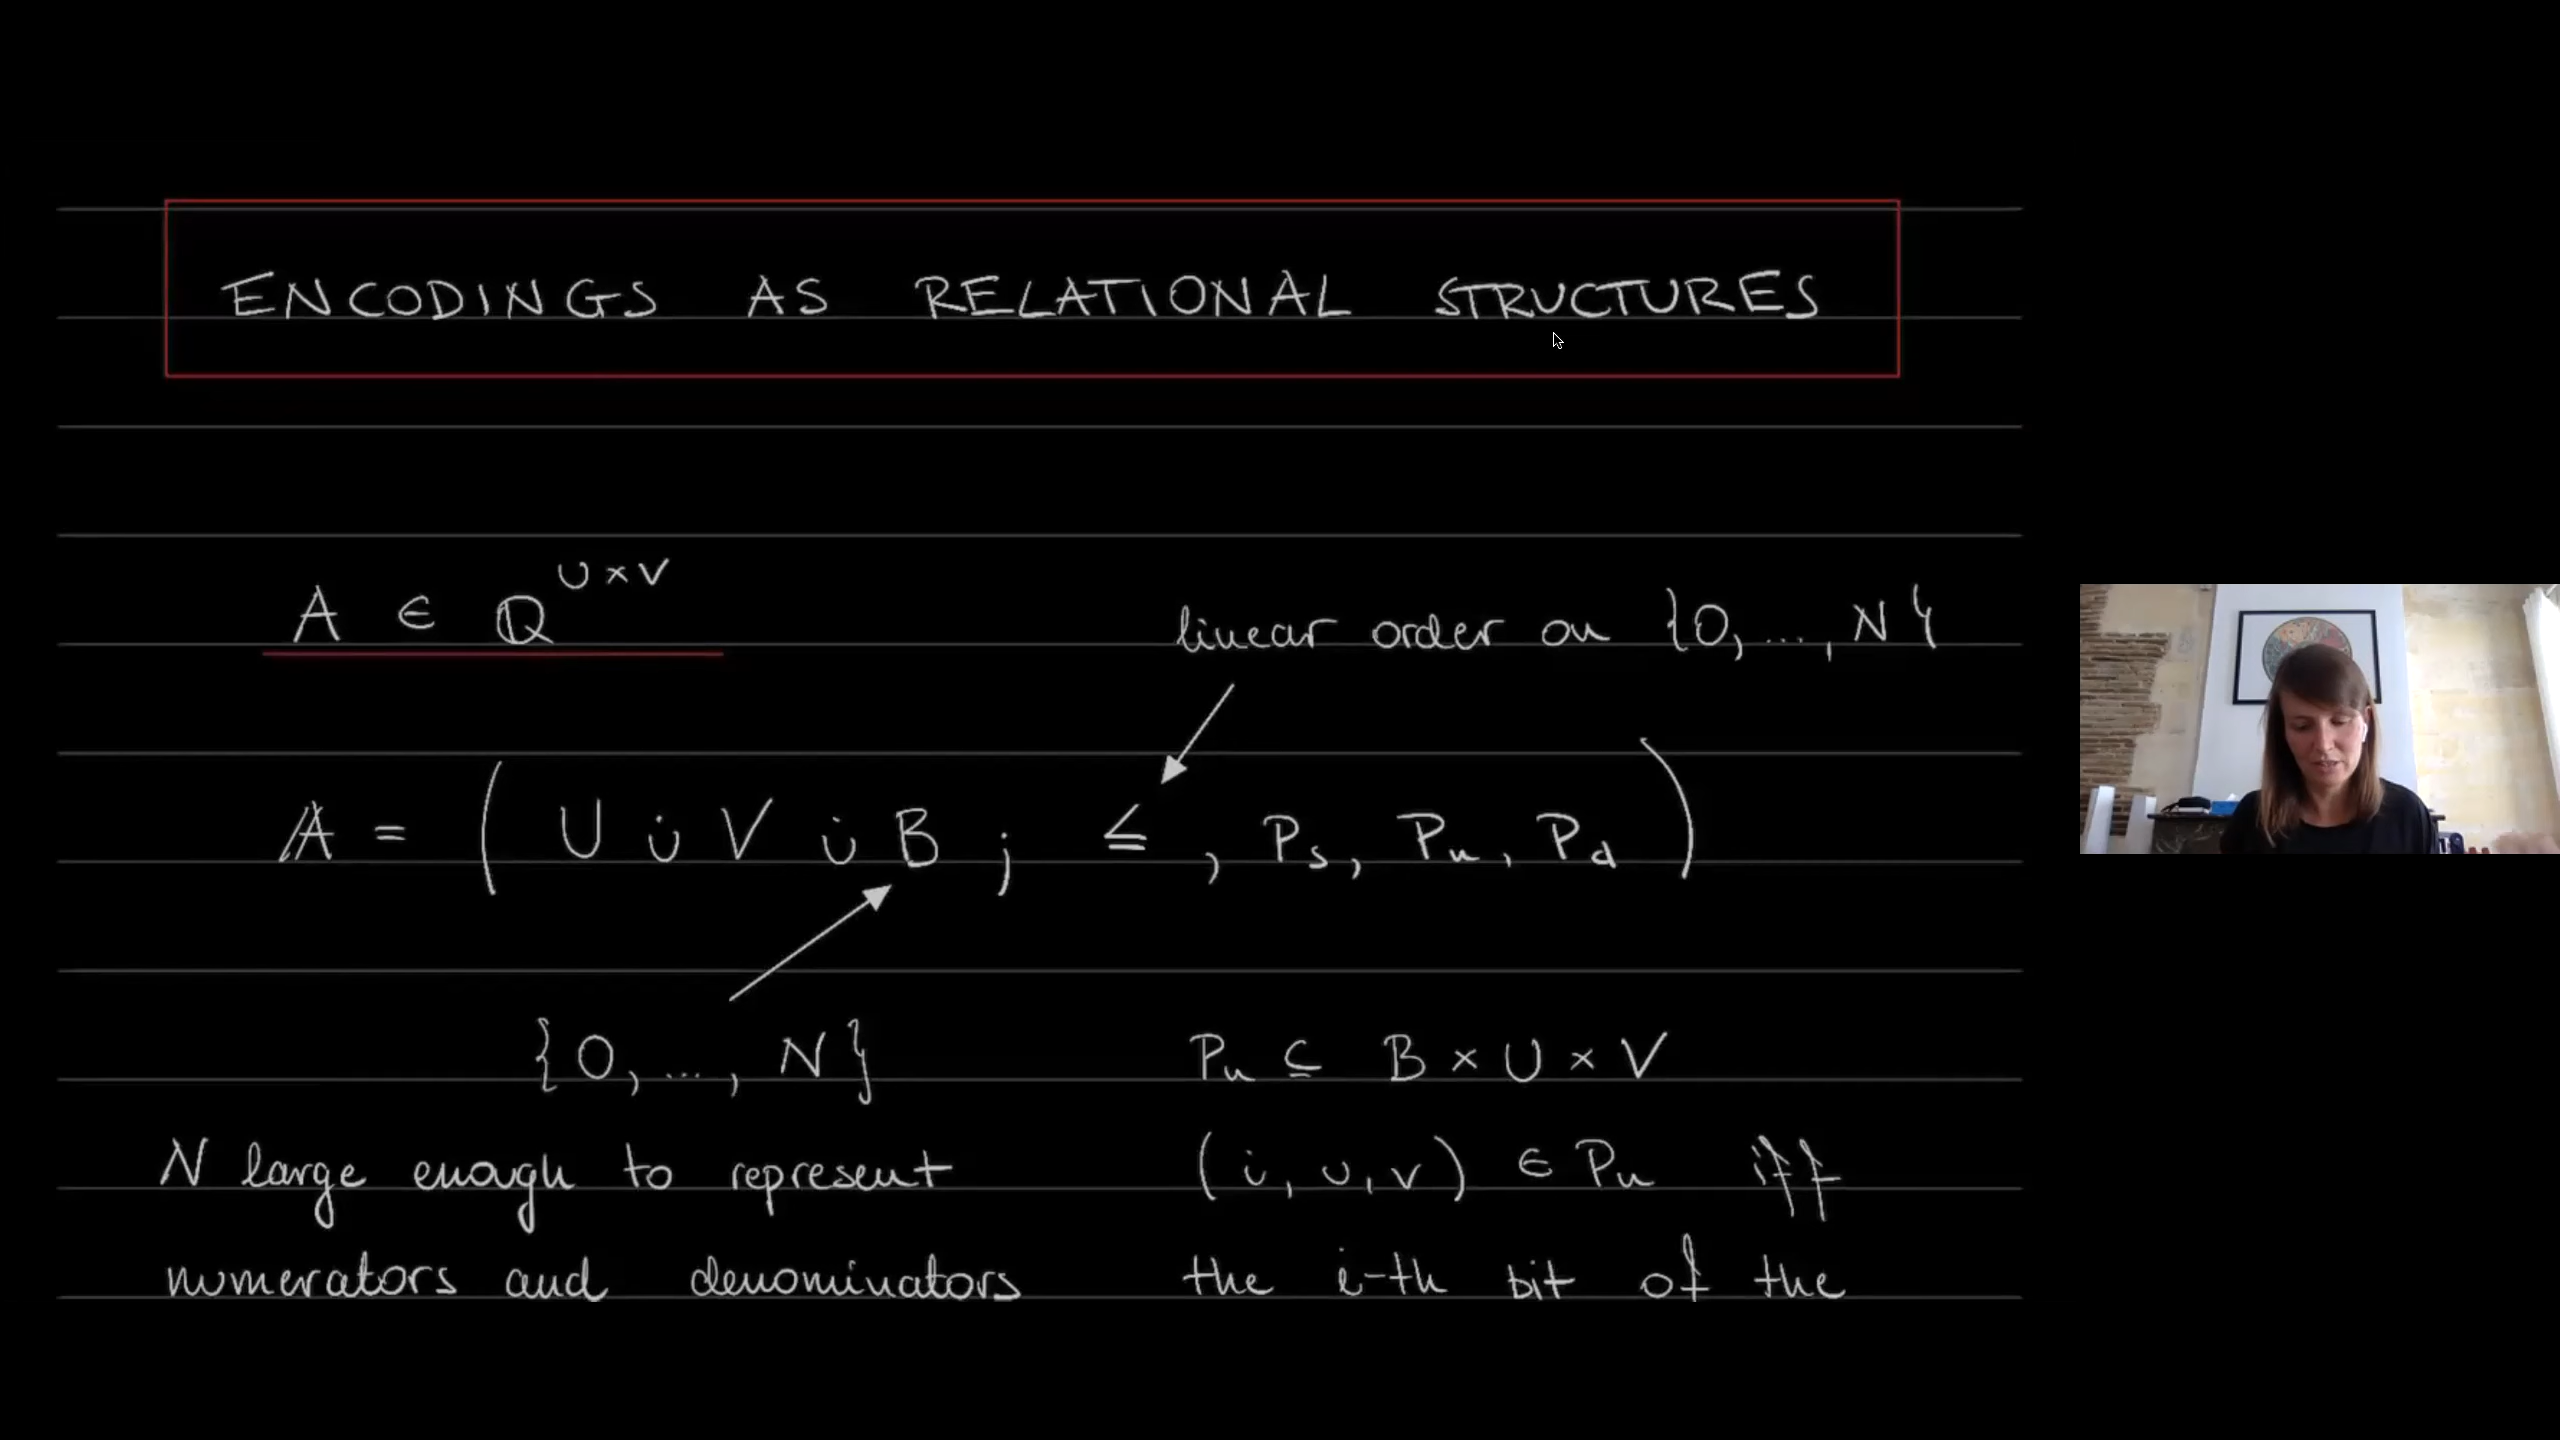 ENCODINGS AS RELATIONAL STRUCTURES
A ∈ ℚ^{U×V}
linear order on {0, ..., N}
𝔸 = ( U ∪̇ V ∪̇ B ; ≤ , P_s, P_n, P_d )
{0, ..., N}
N large enough to represent
numerators and denominators
P_n ⊆ B × U × V
(i, u, v) ∈ P_n iff
the i-th bit of the